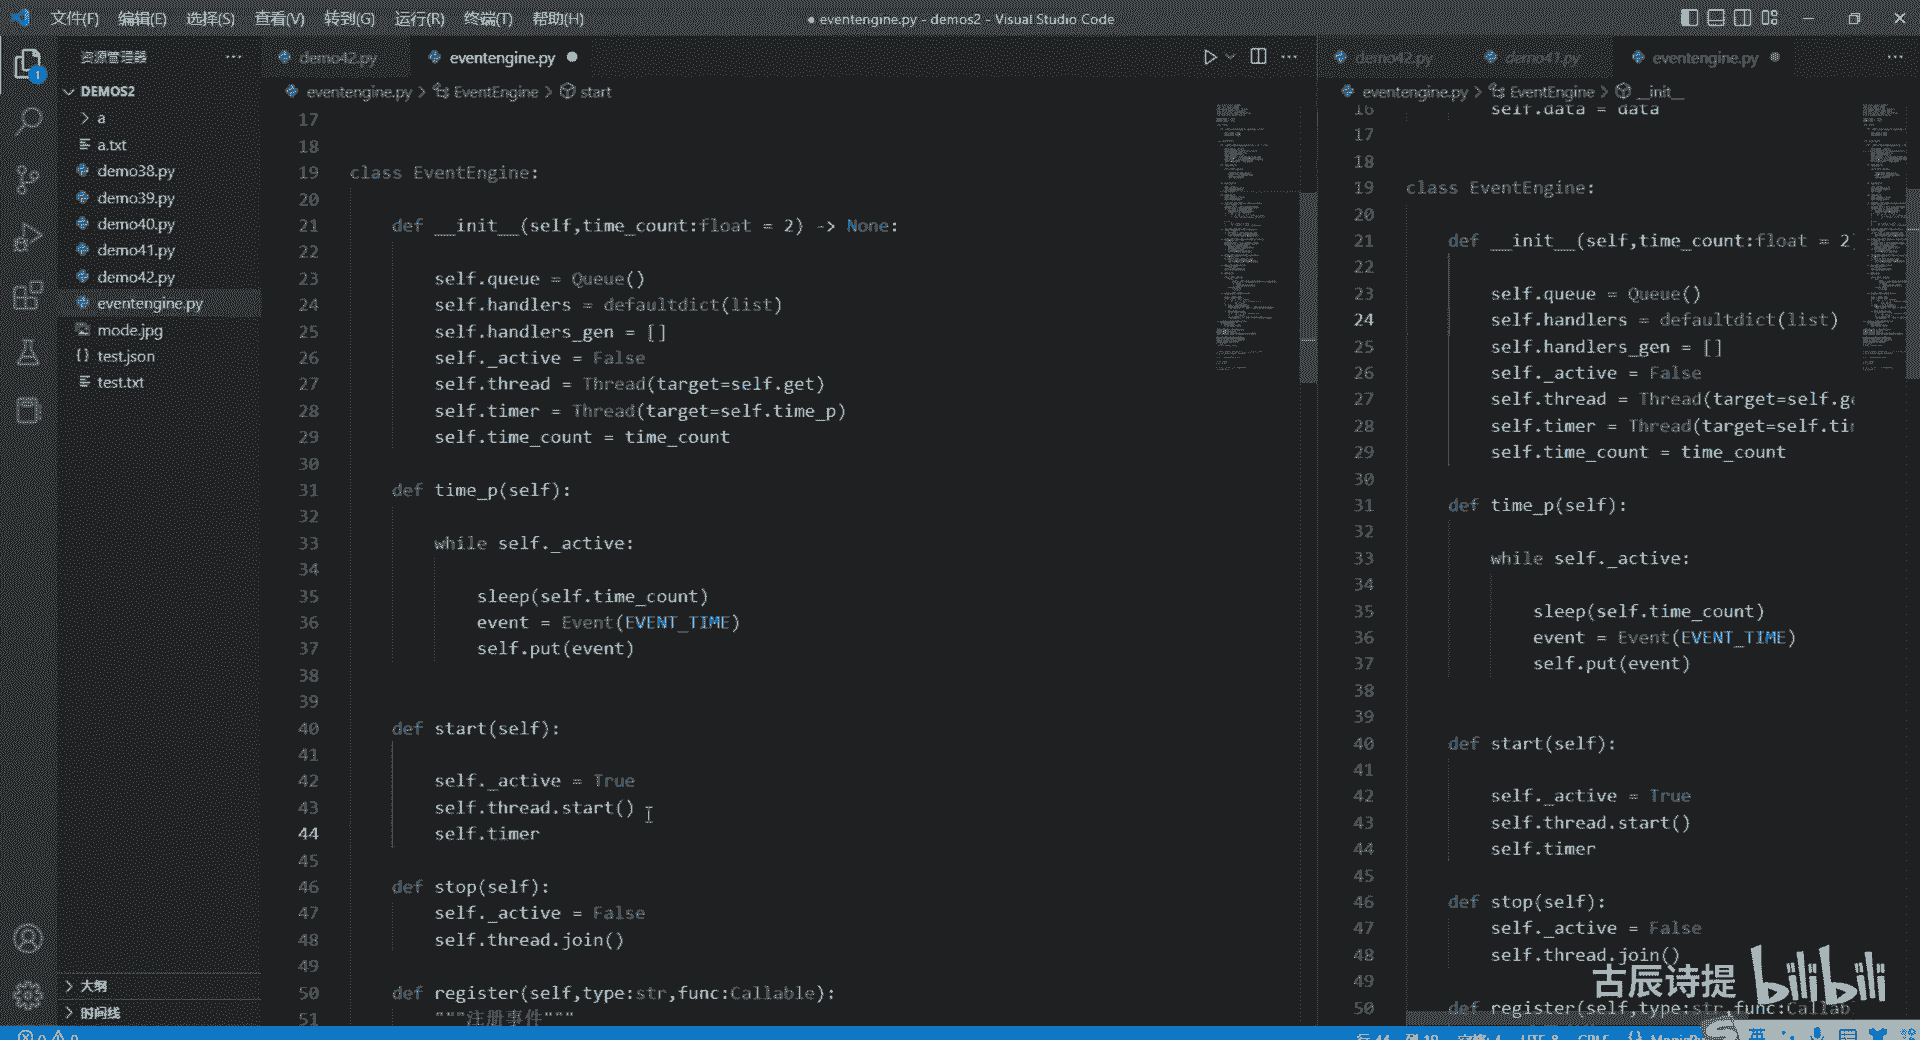 文件(F) 编辑(E) 选择(S) 查看(V) 转到(G) 运行(R) 终端(T) 帮助(H)
● eventengine.py - demos2 - Visual Studio Code
资源管理器
DEMOS2
a
a.txt
demo38.py
demo39.py
demo40.py
demo41.py
demo42.py
eventengine.py
mode.jpg
test.json
test.txt
大纲
时间线
1
demo42.py eventengine.py
eventengine.py > EventEngine > start
17
18
19 class EventEngine:
20
21 def __init__(self,time_count:float = 2) -> None:
22
23 self.queue = Queue()
24 self.handlers = defaultdict(list)
25 self.handlers_gen = []
26 self._active = False
27 self.thread = Thread(target=self.get)
28 self.timer = Thread(target=self.time_p)
29 self.time_count = time_count
30
31 def time_p(self):
32
33 while self._active:
34
35 sleep(self.time_count)
36 event = Event(EVENT_TIME)
37 self.put(event)
38
39
40 def start(self):
41
42 self._active = True
43 self.thread.start()
44 self.timer
45
46 def stop(self):
47 self._active = False
48 self.thread.join()
49
50 def register(self,type:str,func:Callable):
51 """注册事件"""
demo42.py demo41.py eventengine.py
eventengine.py > EventEngine > __init__
16 self.data = data
17
18
19 class EventEngine:
20
21 def __init__(self,time_count:float = 2
22
23 self.queue = Queue()
24 self.handlers = defaultdict(list)
25 self.handlers_gen = []
26 self._active = False
27 self.thread = Thread(target=self.ge
28 self.timer = Thread(target=self.ti
29 self.time_count = time_count
30
31 def time_p(self):
32
33 while self._active:
34
35 sleep(self.time_count)
36 event = Event(EVENT_TIME)
37 self.put(event)
38
39
40 def start(self):
41
42 self._active = True
43 self.thread.start()
44 self.timer
45
46 def stop(self):
47 self._active = False
48 self.thread.join()
49
50 def register(self,type:str,func:Callab
古辰诗提 bilibili